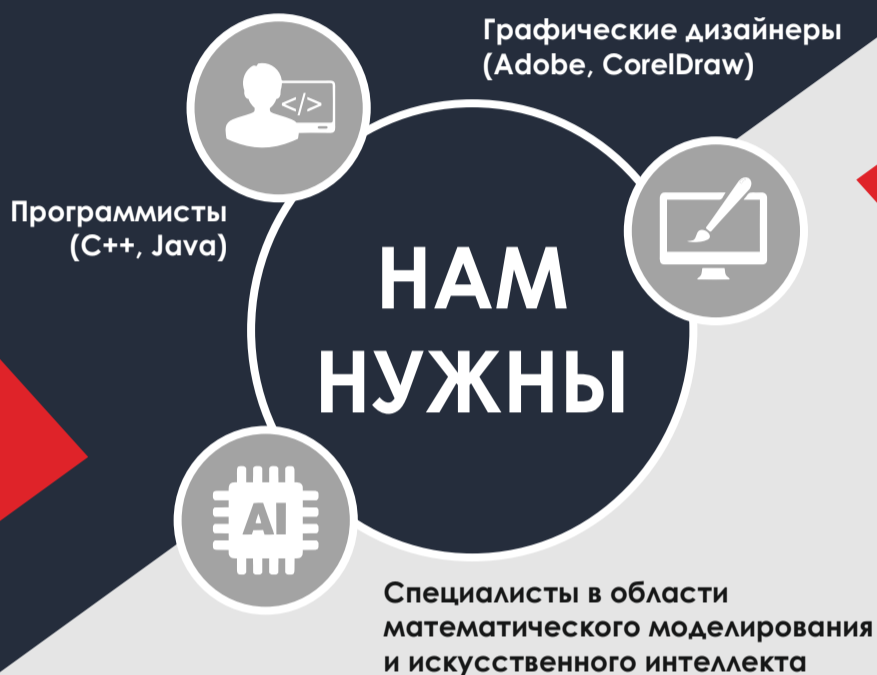 Графические дизайнеры
(Adobe, CorelDraw)
</>
Программисты
(C++, Java)
НАМ
НУЖНЫ
AI
Специалисты в области
математического моделирования
и искусственного интеллекта